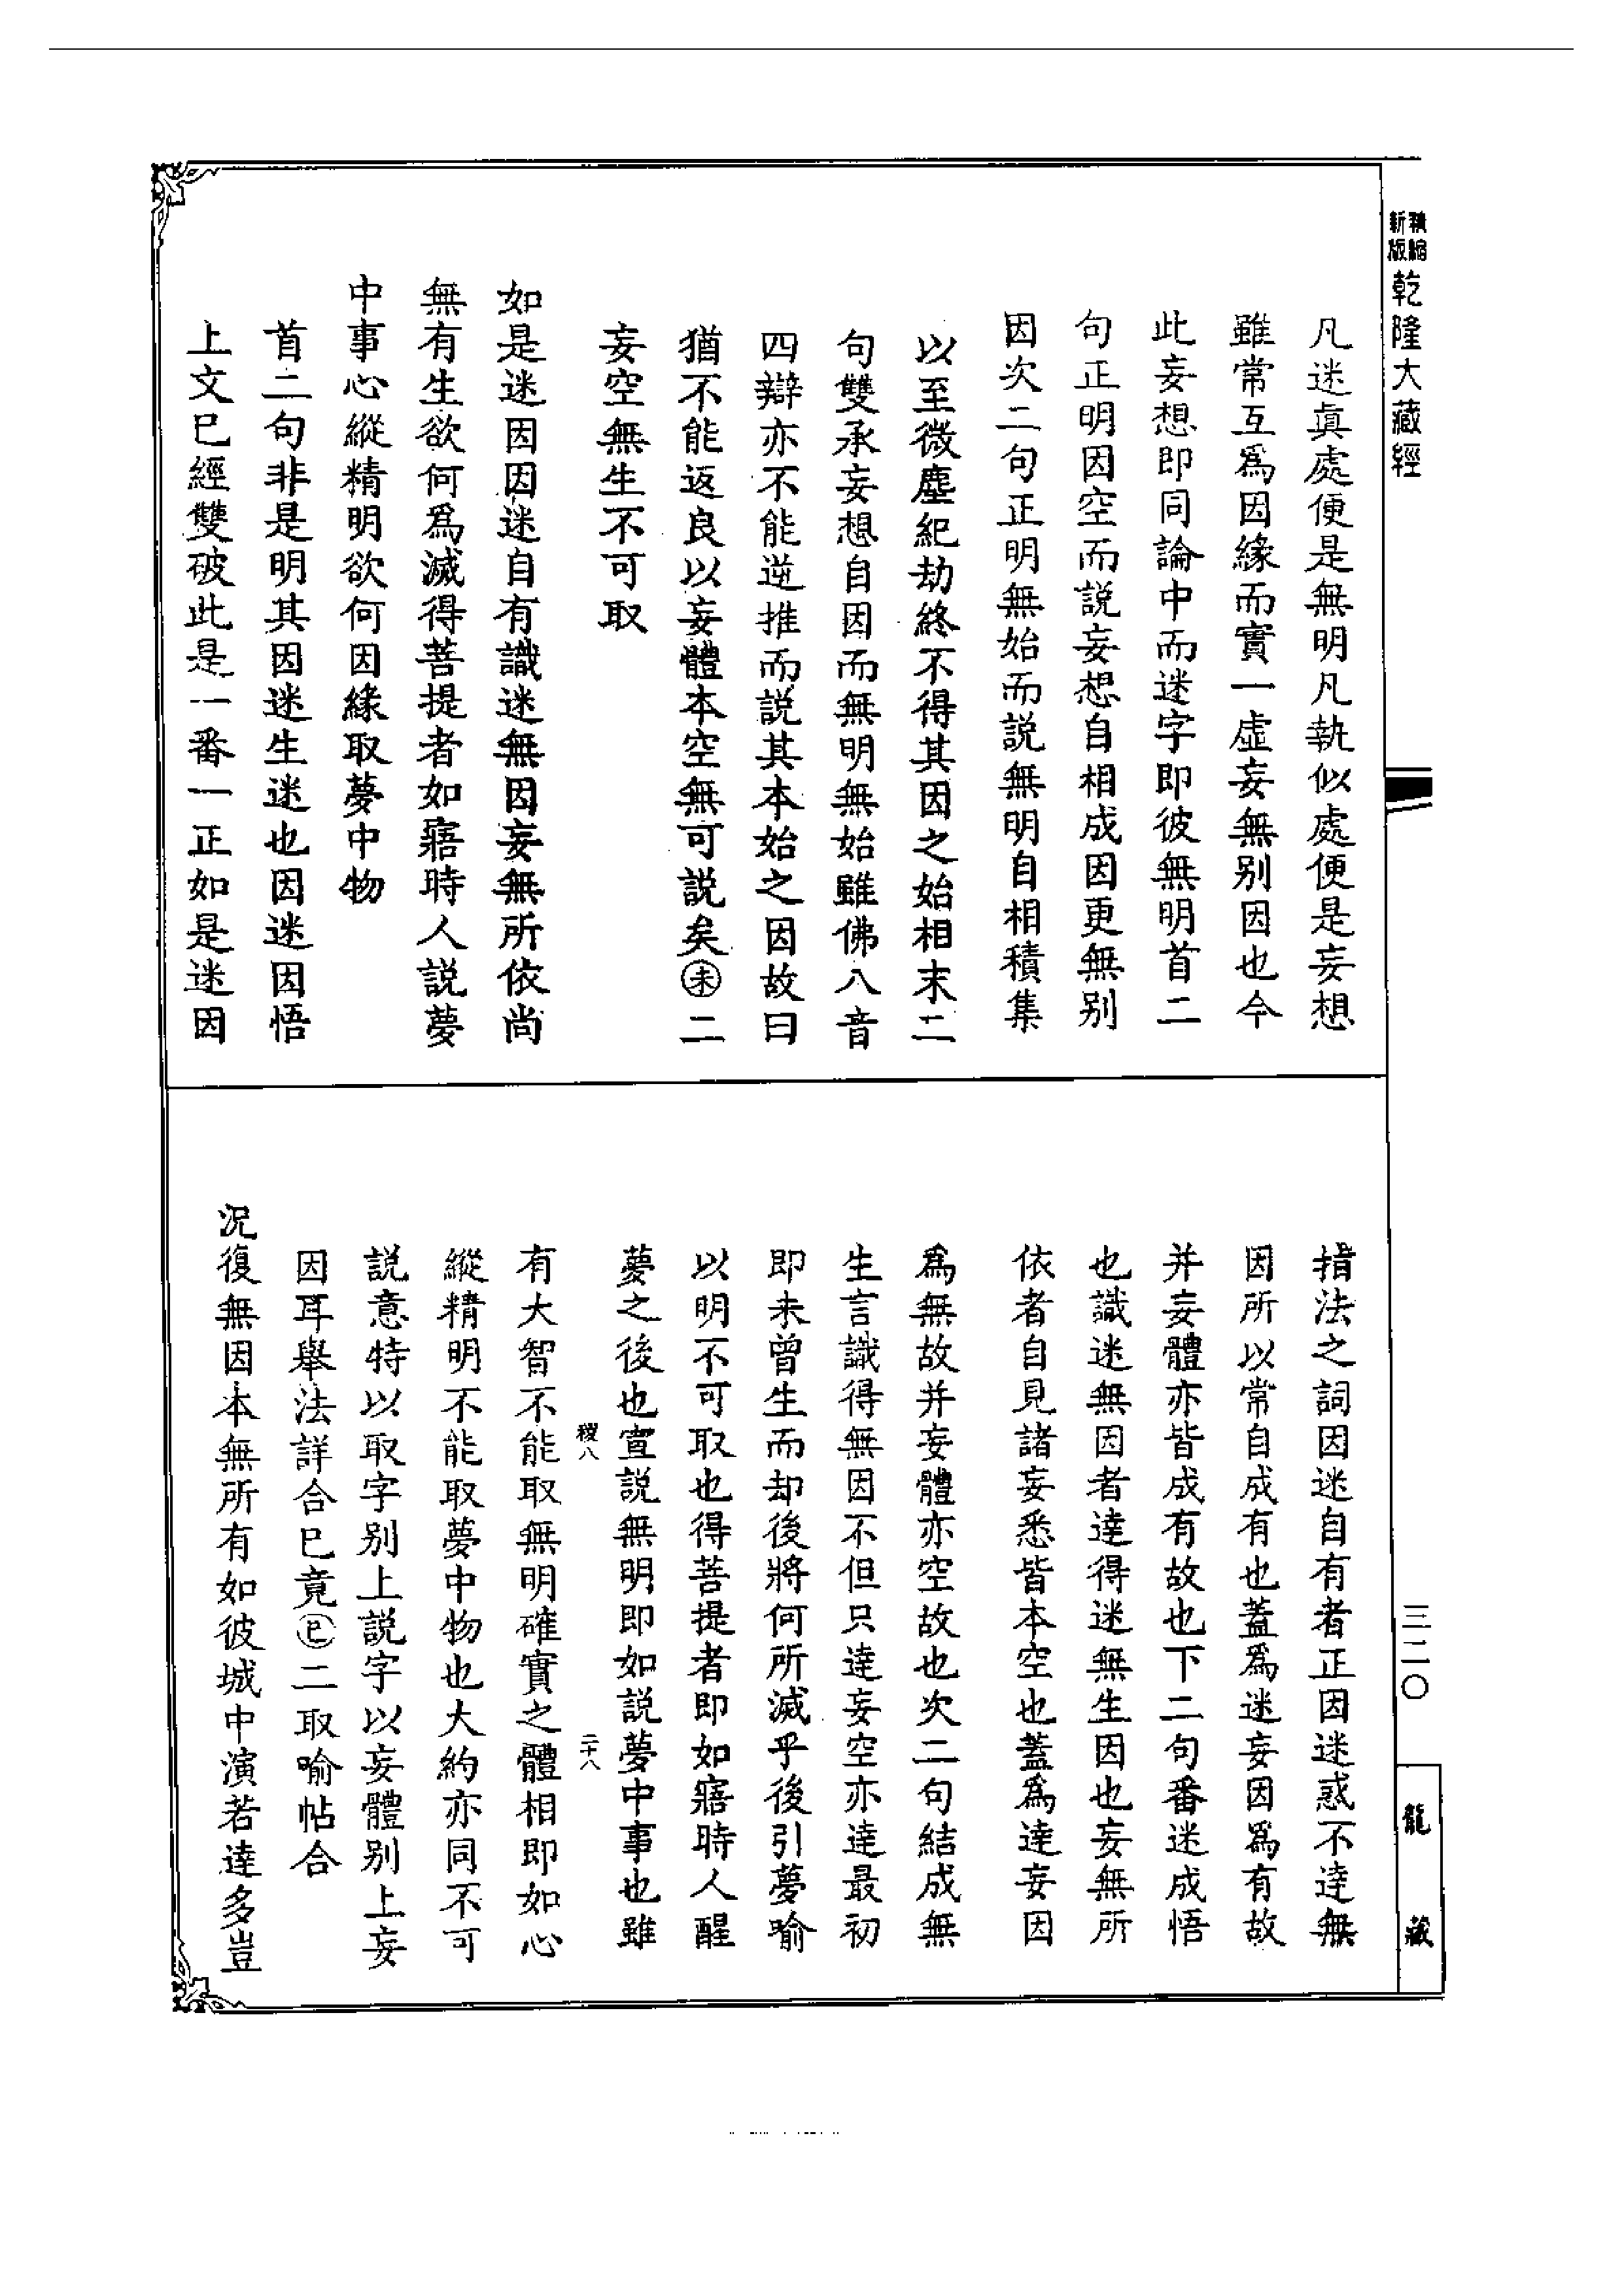 新版精縮乾隆大藏經
凡迷眞處便是無明凡執似處便是妄想
雖常互爲因緣而實一虛妄無别因也今
此妄想即同論中而迷字即彼無明首二
句正明因空而説妄想自相成因更無别
因次二句正明無始而説無明自相積集
以至微塵紀劫終不得其因之始相末二
句雙承妄想自因而無明無始雖佛八音
四辯亦不能逆推而説其本始之因故曰
猶不能返良以妄體本空無可説矣㊍二
妄空無生不可取
如是迷因因迷自有識迷無因妄無所依尚
無有生欲何爲滅得菩提者如寤時人説夢
中事心縱精明欲何因緣取夢中物
首二句非是明其因迷生迷也因迷因悟
上文已經雙破此是一番一正如是迷因
指法之詞因迷自有者正因迷惑不達無
因所以常自成有也蓋爲迷妄因爲有故
并妄體亦皆成有故也下二句番迷成悟
也識迷無因者達得迷無生因也妄無所
依者自見諸妄悉皆本空也蓋爲達妄因
爲無故并妄體亦空故也次二句結成無
生言識得無因不但只達妄空亦達最初
即未曾生而却後將何所滅乎後引夢喻
以明不可取也得菩提者即如寤時人醒
夢之後也宣説無明即如説夢中事也雖
稷八
二十八
有大智不能取無明確實之體相即如心
縱精明不能取夢中物也大約亦同不可
説意特以取字别上説字以妄體别上妄
因耳舉法詳合已竟㊁二取喻帖合
況復無因本無所有如彼城中演若達多豈
三二〇
龍藏